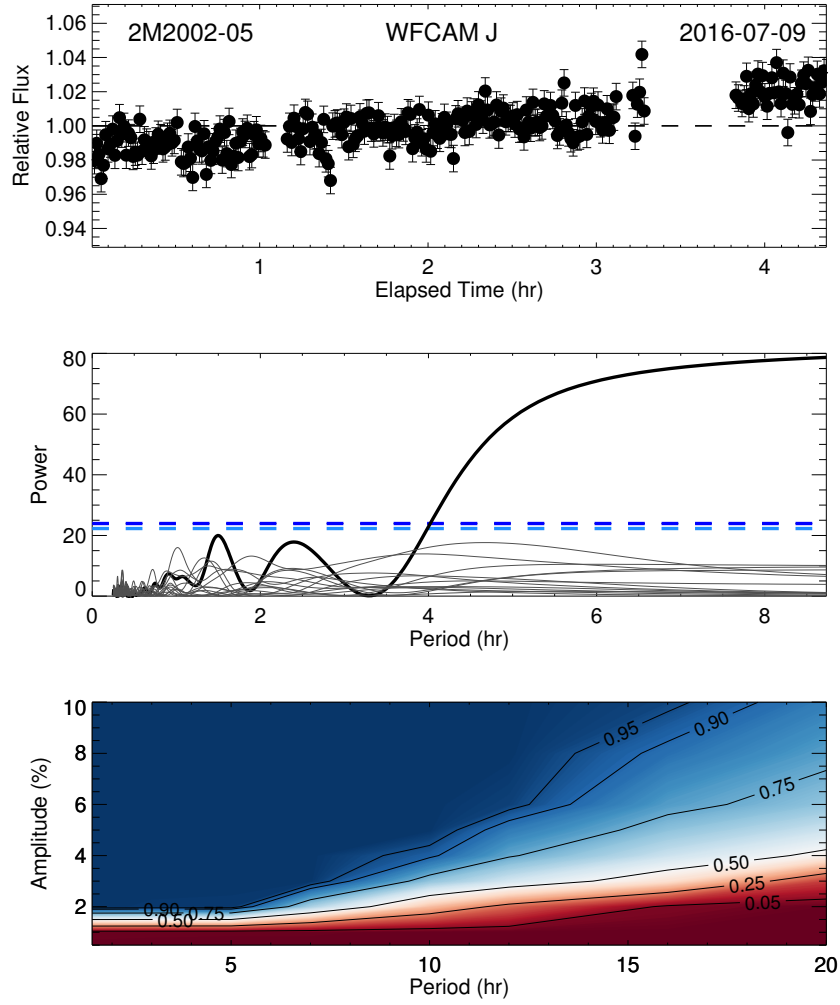 2M2002-05 WFCAM J 2016-07-09
1.06
1.04
1.02
1.00
0.98
0.96
0.94
Relative Flux
1 2 3 4
Elapsed Time (hr)
80
60
40
20
0
Power
0 2 4 6 8
Period (hr)
10
8
6
4
2
Amplitude (%)
0.95
0.90
0.75
0.50
0.25
0.05
0.90
0.75
0.50
5 10 15 20
Period (hr)